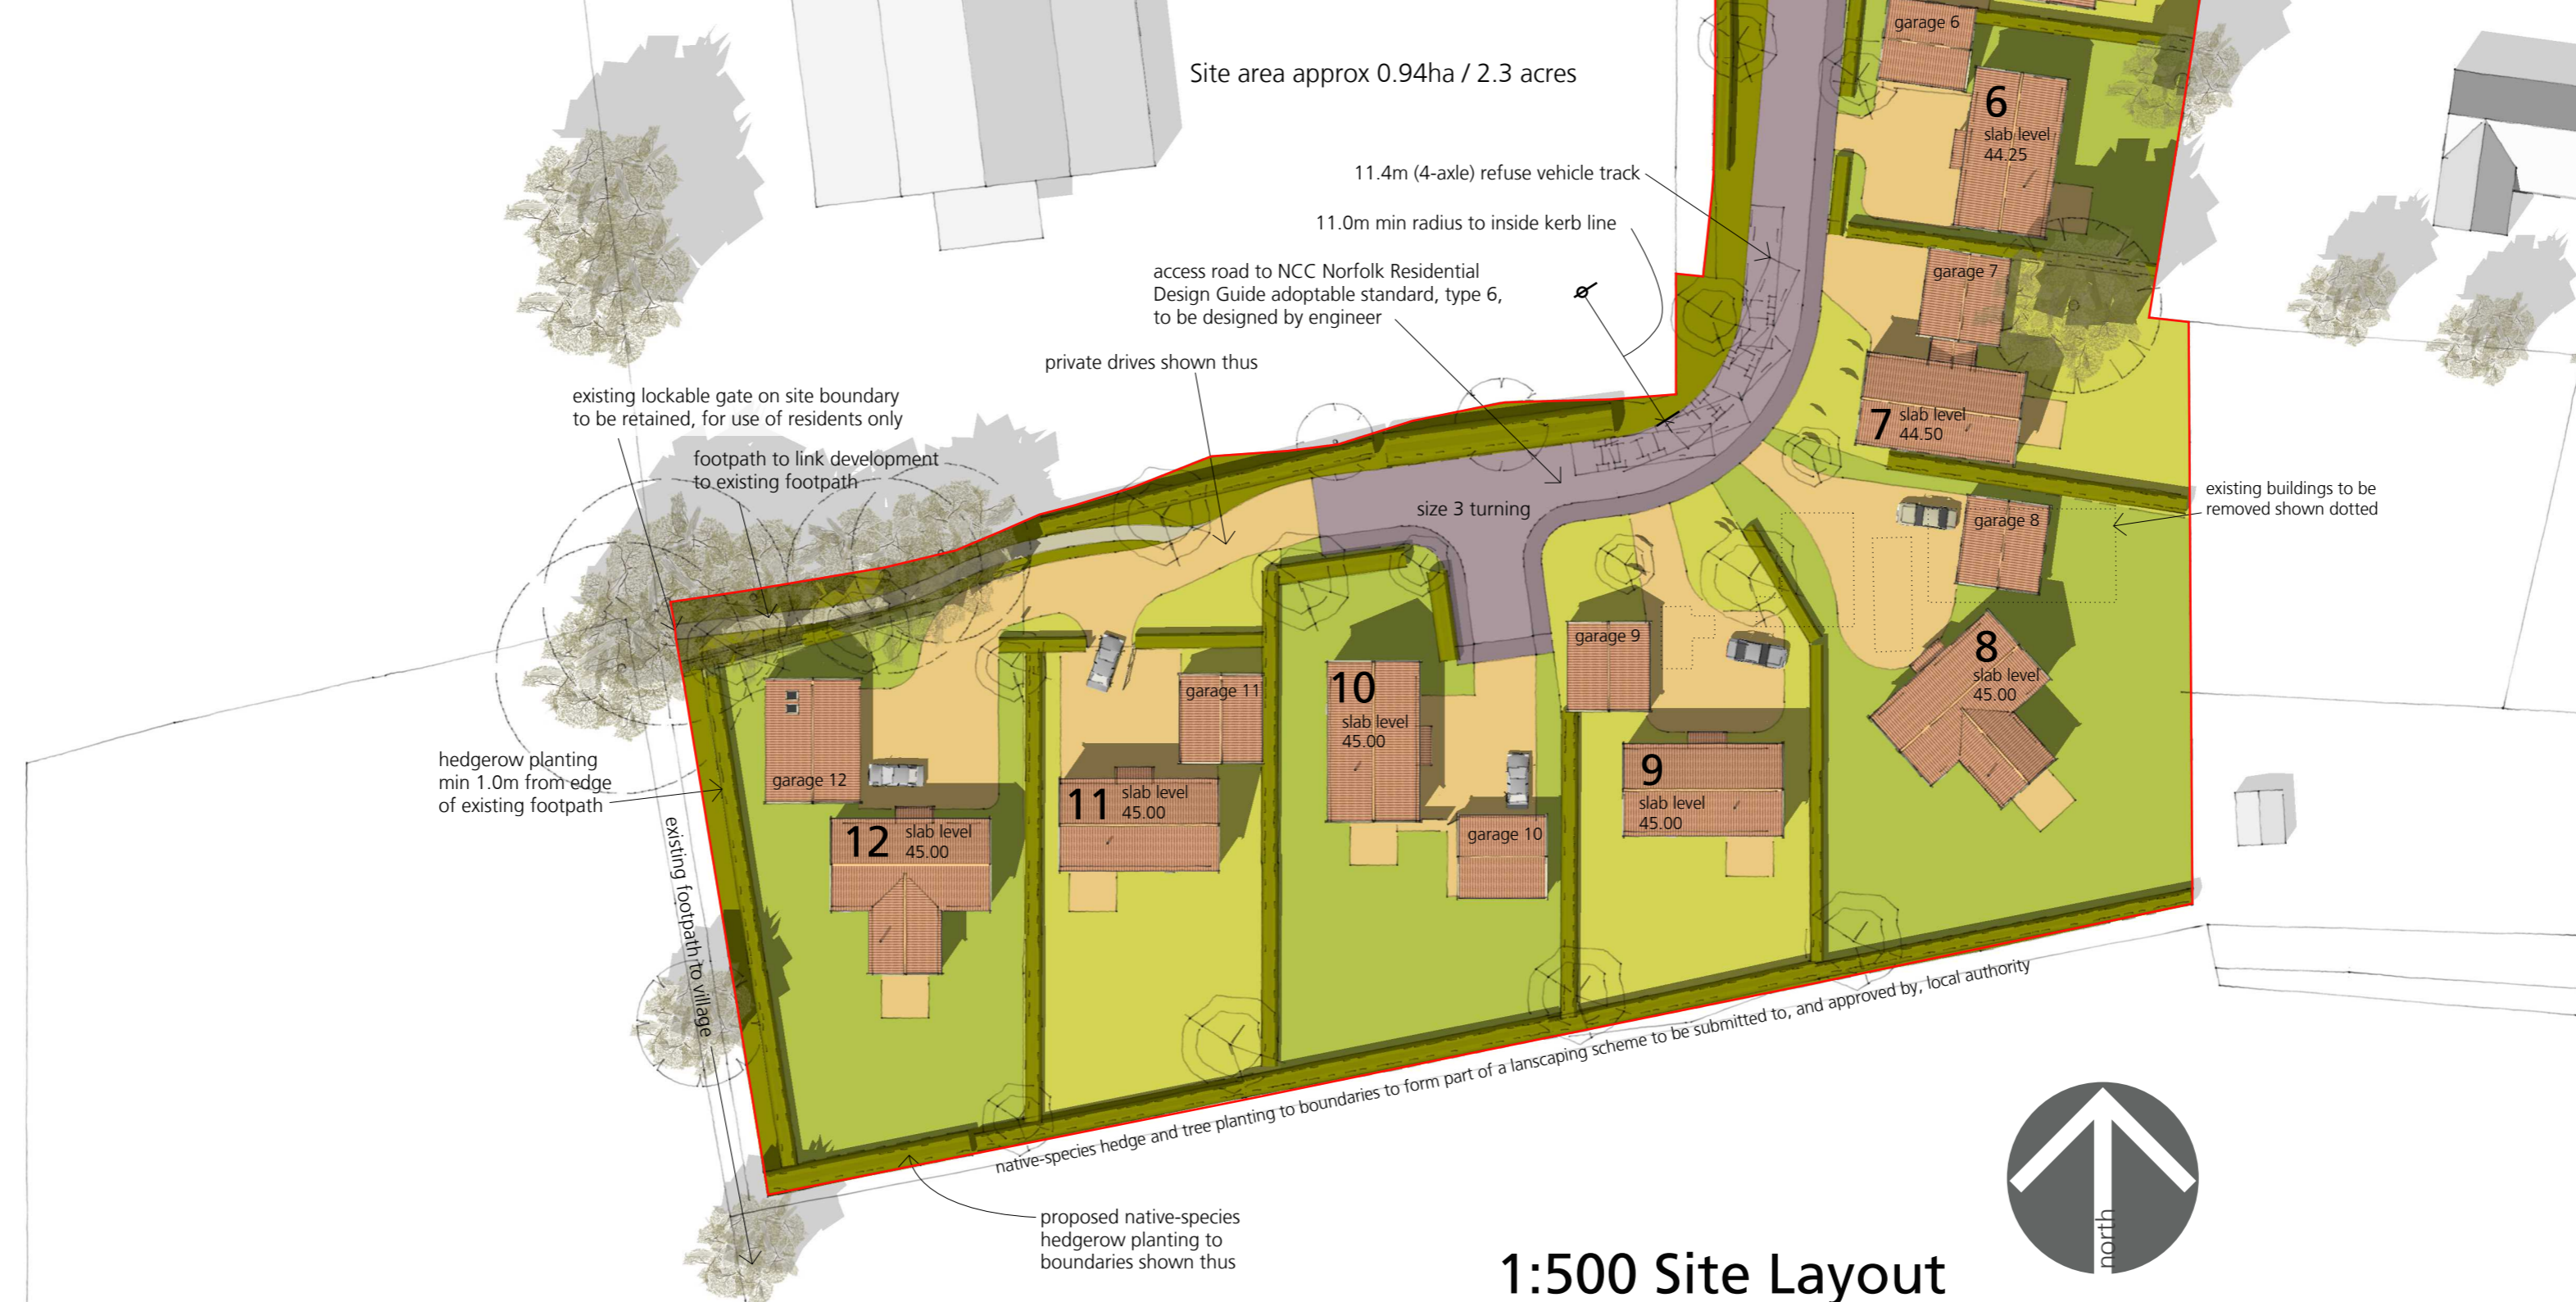 garage 6
Site area approx 0.94ha / 2.3 acres
6
slab level
44.25
11.4m (4-axle) refuse vehicle track
11.0m min radius to inside kerb line
access road to NCC Norfolk Residential
Design Guide adoptable standard, type 6,
to be designed by engineer
garage 7
private drives shown thus
existing lockable gate on site boundary
to be retained, for use of residents only
7
slab level
44.50
footpath to link development
to existing footpath
size 3 turning
existing buildings to be
removed shown dotted
garage 8
garage 9
8
slab level
45.00
garage 11
10
slab level
45.00
hedgerow planting
min 1.0m from edge
of existing footpath
garage 12
9
slab level
45.00
11
slab level
45.00
12
slab level
45.00
garage 10
existing footpath to village
native-species hedge and tree planting to boundaries to form part of a lanscaping scheme to be submitted to, and approved by, local authority
proposed native-species
hedgerow planting to
boundaries shown thus
north
1:500 Site Layout